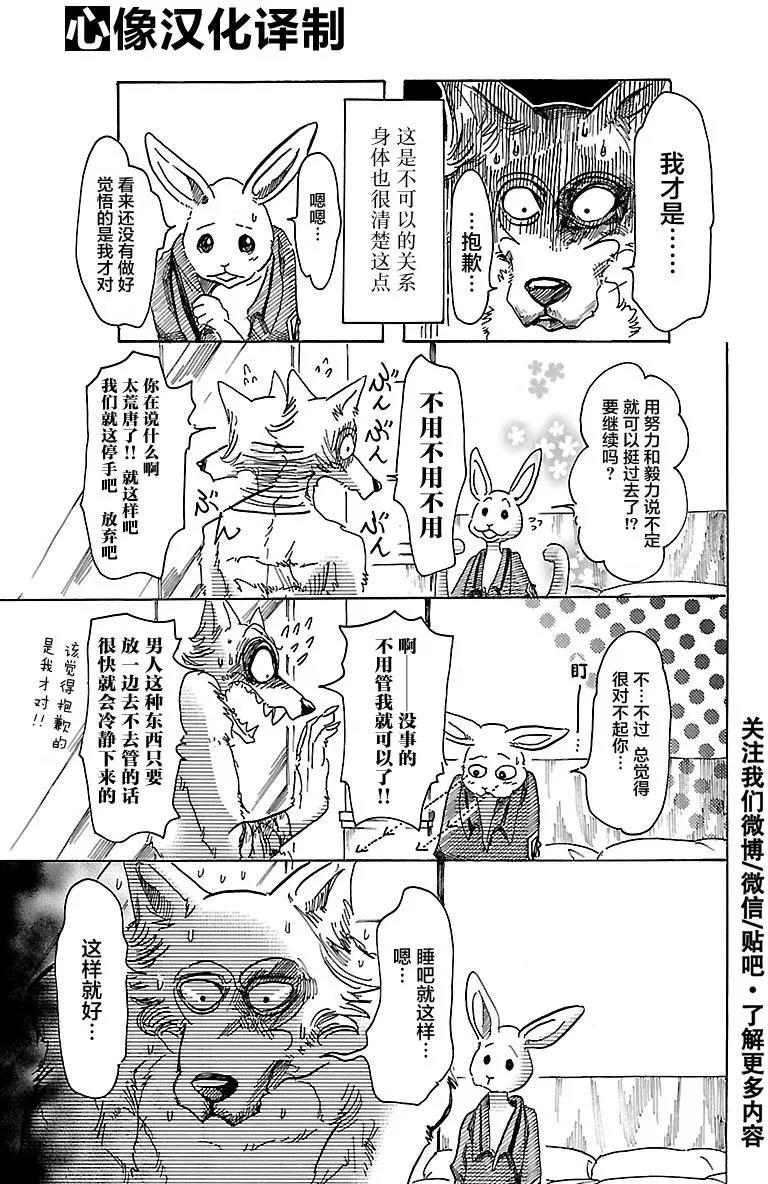 心像汉化译制
我才是……
…抱歉…
这是不可以的关系
身体也很清楚这点
嗯嗯…
看来还没有做好
觉悟的是我才对
用努力和毅力说不定
就可以挺过去了!?
要继续吗?
不用不用不用
ぶんぶん
ぶんぶん
你在说什么啊
太荒唐了!! 就这样吧
我们就这停手吧 放弃吧
不…不过 总觉得
很对不起你…
盯
啊——没事的
不用管我就可以了!!
男人这种东西只要
放一边去不去管的话
很快就会冷静下来的
该觉得抱歉的
是我才对!!
睡吧就这样…
嗯…
这样就好…
关注我们微博/微信/贴吧·了解更多内容